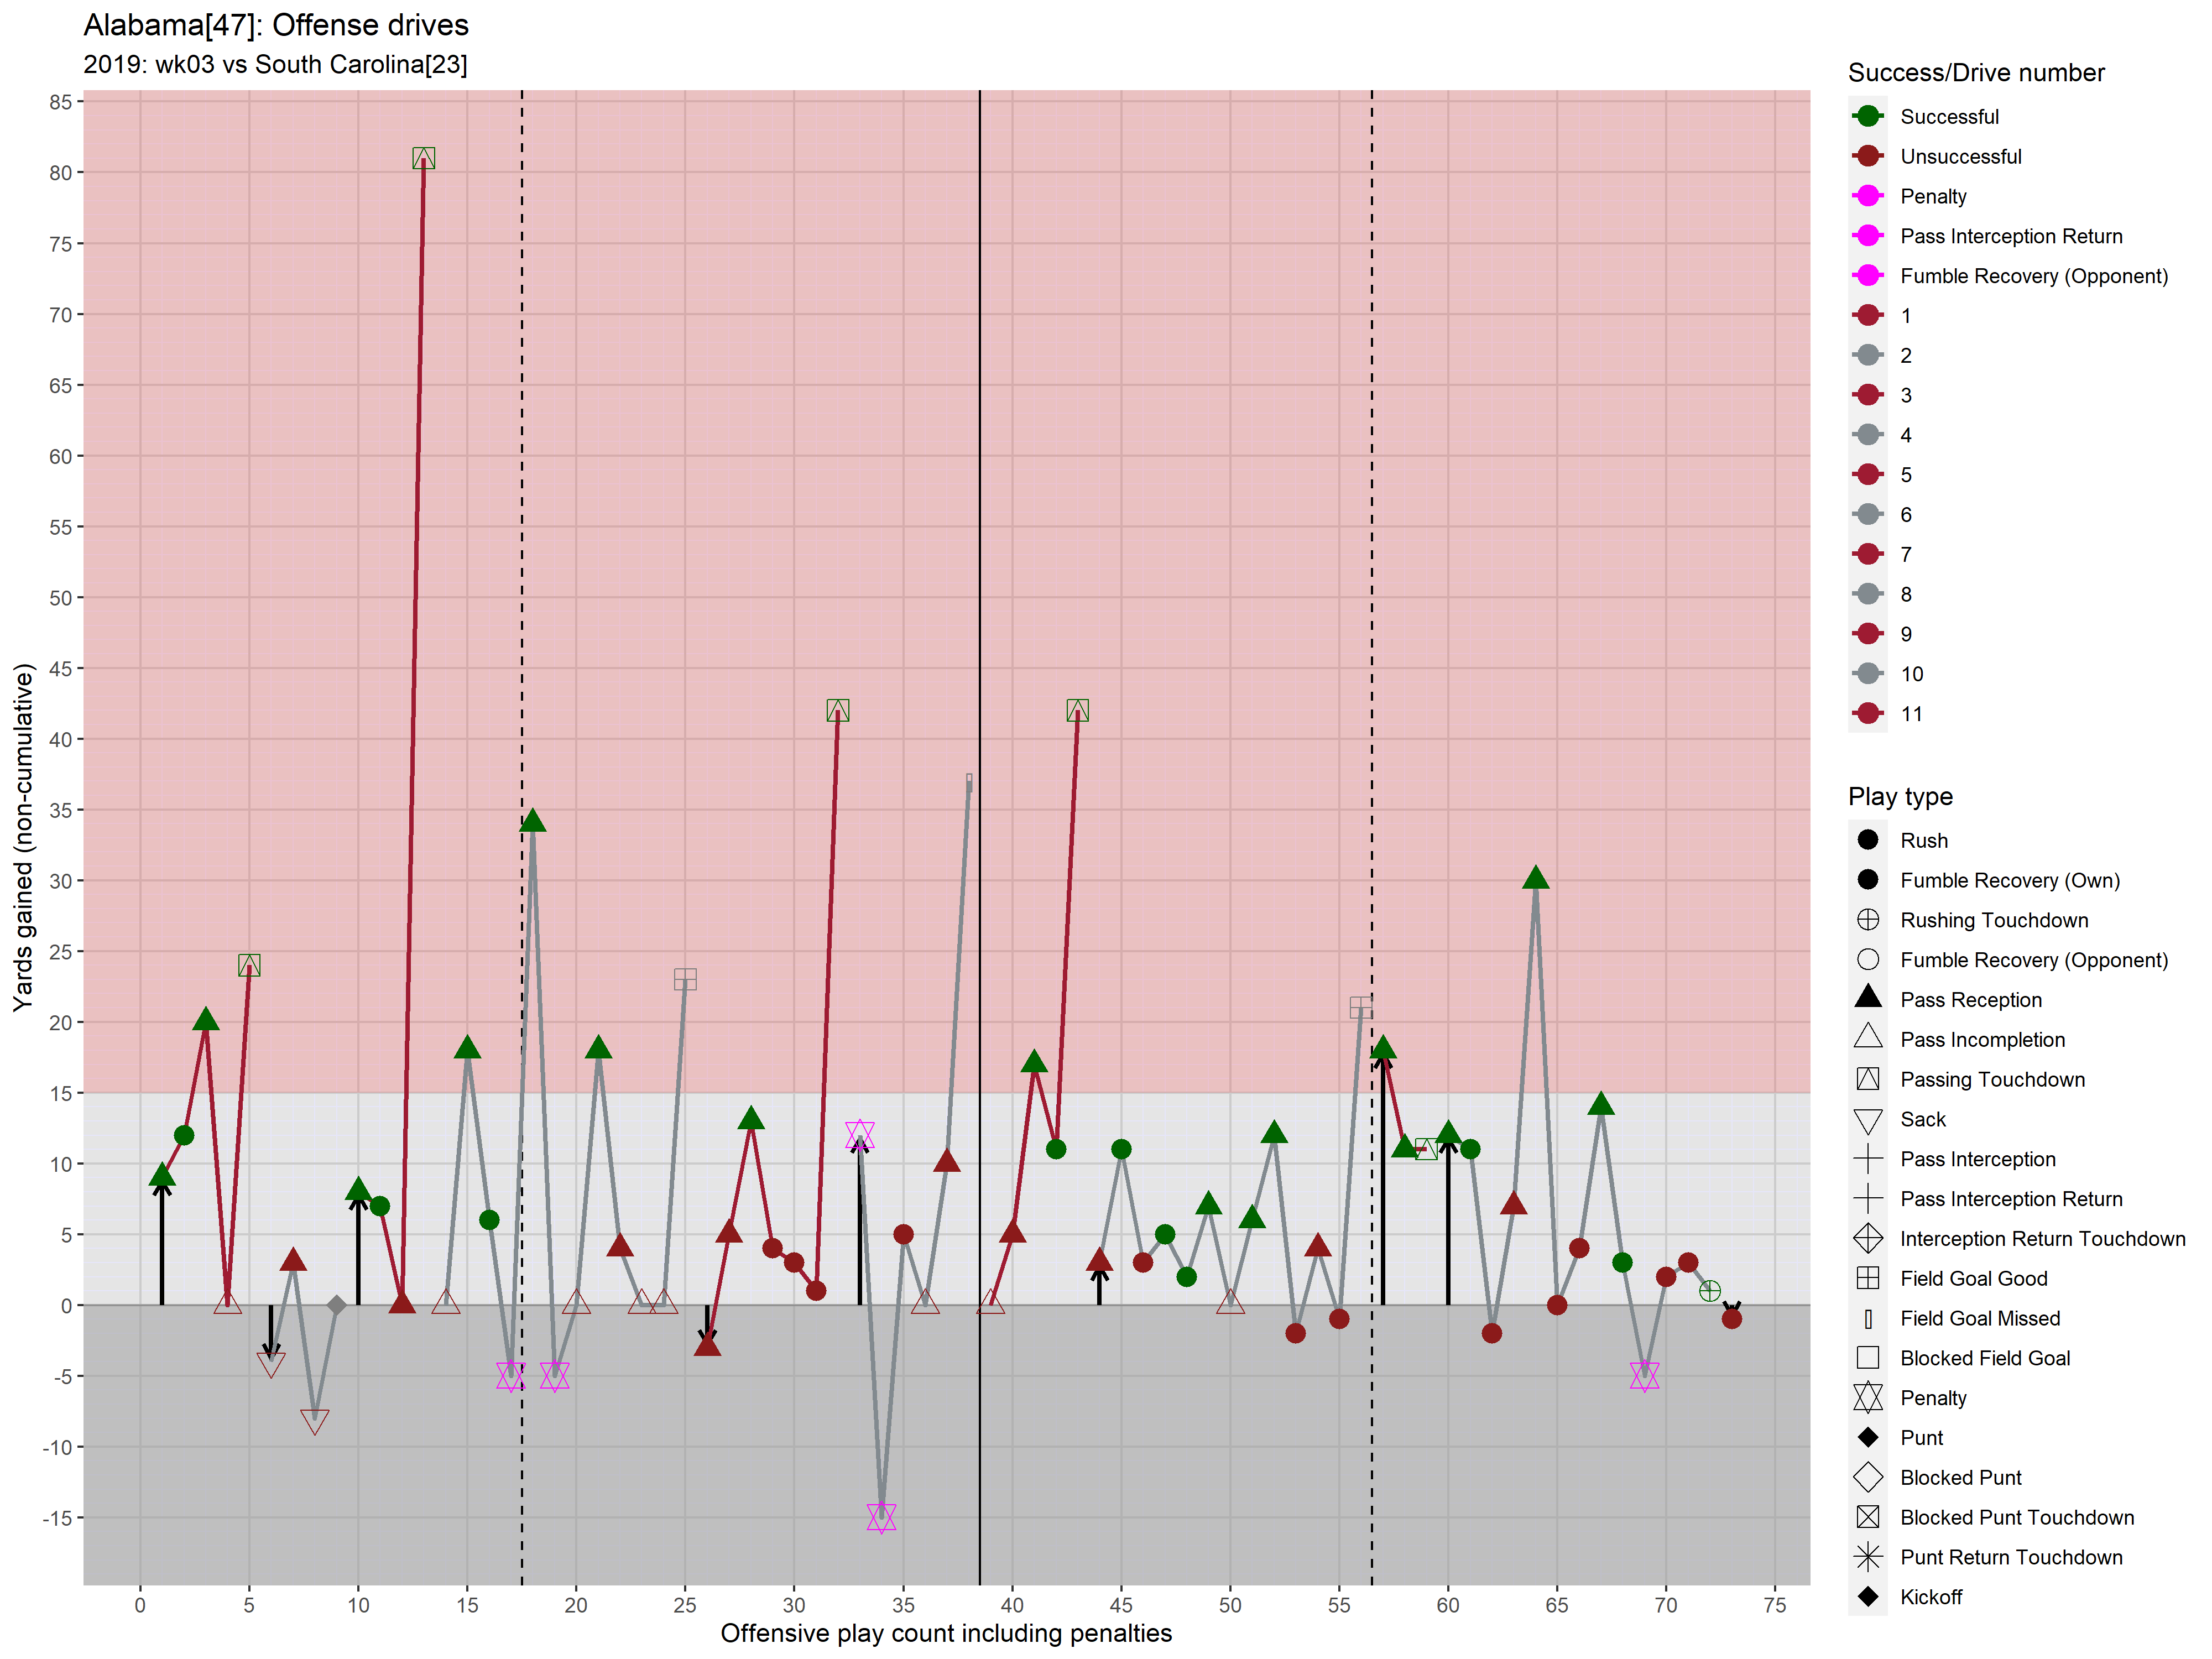 Alabama[47]: Offense drives
2019: wk03 vs South Carolina[23]
Yards gained (non-cumulative)
85
80
75
70
65
60
55
50
45
40
35
30
25
20
15
10
5
0
-5
-10
-15
0 5 10 15 20 25 30 35 40 45 50 55 60 65 70 75
Offensive play count including penalties
Success/Drive number
Successful
Unsuccessful
Penalty
Pass Interception Return
Fumble Recovery (Opponent)
1
2
3
4
5
6
7
8
9
10
11
Play type
Rush
Fumble Recovery (Own)
Rushing Touchdown
Fumble Recovery (Opponent)
Pass Reception
Pass Incompletion
Passing Touchdown
Sack
Pass Interception
Pass Interception Return
Interception Return Touchdown
Field Goal Good
Field Goal Missed
Blocked Field Goal
Penalty
Punt
Blocked Punt
Blocked Punt Touchdown
Punt Return Touchdown
Kickoff